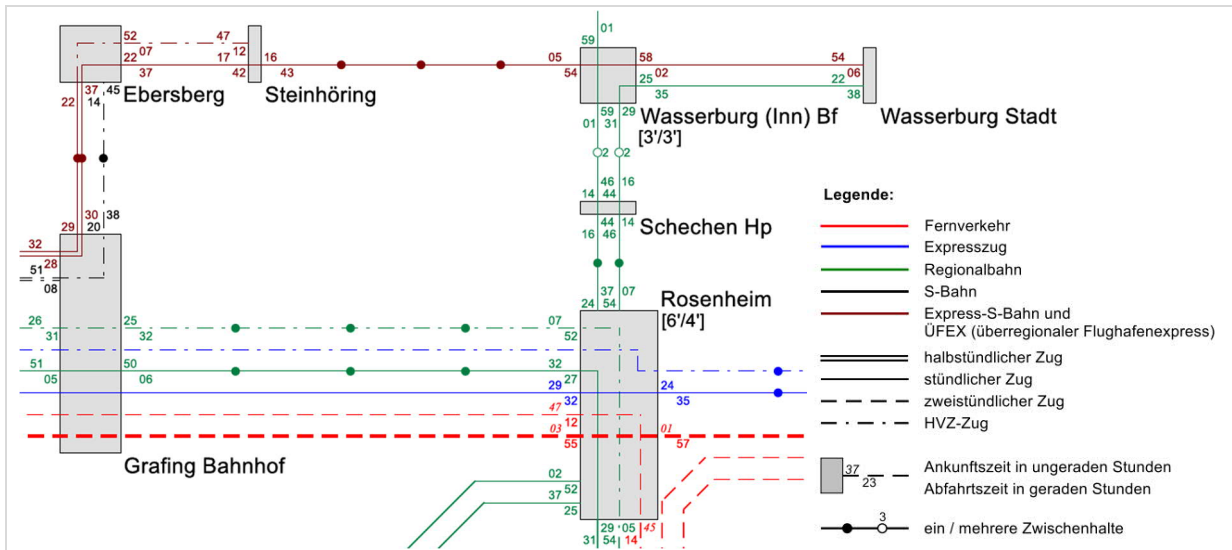 01
59
52 47
07 12
22 17 16 05 58 54
37 42 43 54 02 06
25 22
35 38
37 45
22 14
Ebersberg
Steinhöring
59 29
01 31
Wasserburg (Inn) Bf
[3'/3']
Wasserburg Stadt
2 2
46 16
14 44
Legende:
Schechen Hp
44 14
16 46
30 38
29 20
32
28
51
08
37 07
24 54
Rosenheim
[6'/4']
26 25 07
31 32 52
51 50 32
05 06 27
29 24
32 35
47
12
03 01
55 57
Grafing Bahnhof
02
52
37
25
29 05 45
31 54 14
Fernverkehr
Expresszug
Regionalbahn
S-Bahn
Express-S-Bahn und
ÜFEX (überregionaler Flughafenexpress)
halbstündlicher Zug
stündlicher Zug
zweistündlicher Zug
HVZ-Zug
37 Ankunftszeit in ungeraden Stunden
23 Abfahrtszeit in geraden Stunden
3
ein / mehrere Zwischenhalte